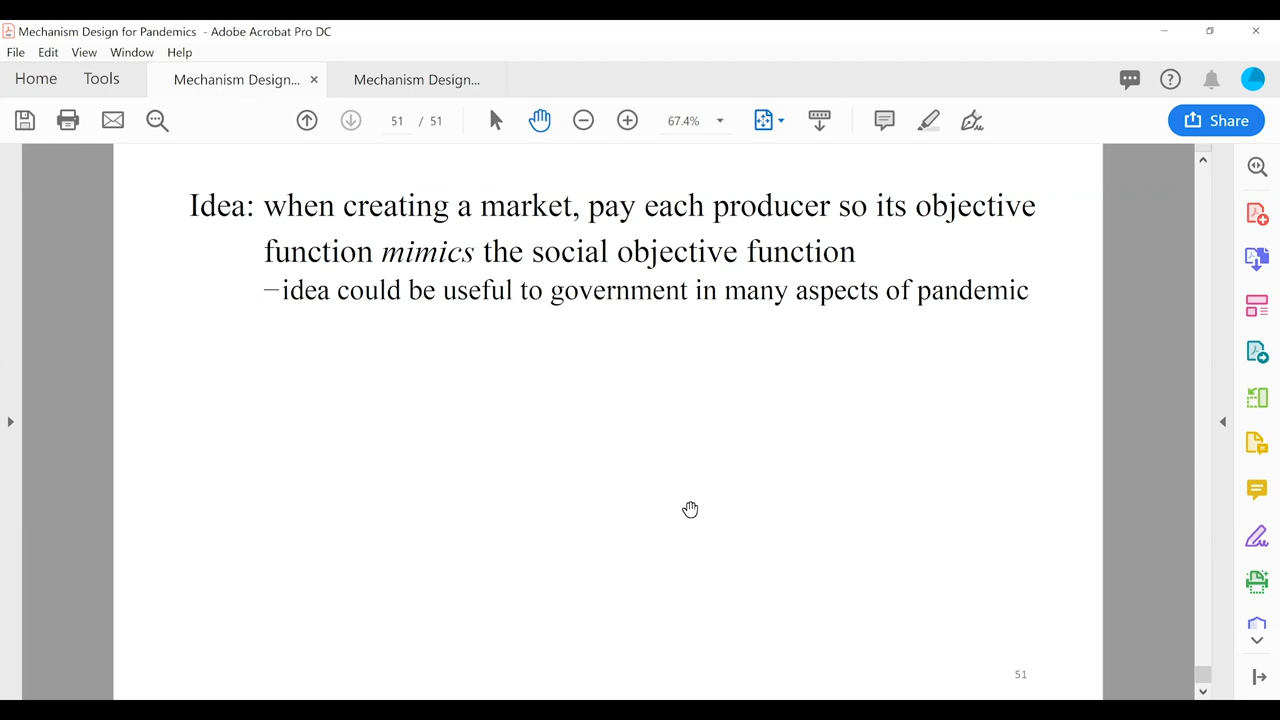 Mechanism Design for Pandemics - Adobe Acrobat Pro DC
File Edit View Window Help
Home Tools Mechanism Design... × Mechanism Design...
51 / 51 67.4% Share
Idea: when creating a market, pay each producer so its objective
function mimics the social objective function
–idea could be useful to government in many aspects of pandemic
51